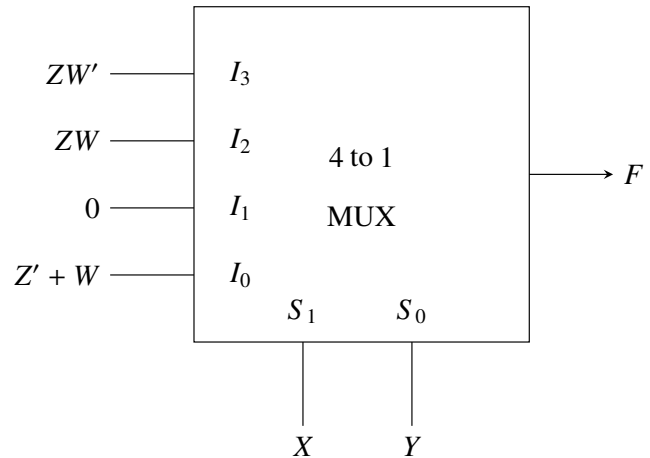 ZW′ I₃
ZW I₂
4 to 1
F
0 I₁
MUX
Z′ + W I₀
S₁ S₀
X Y